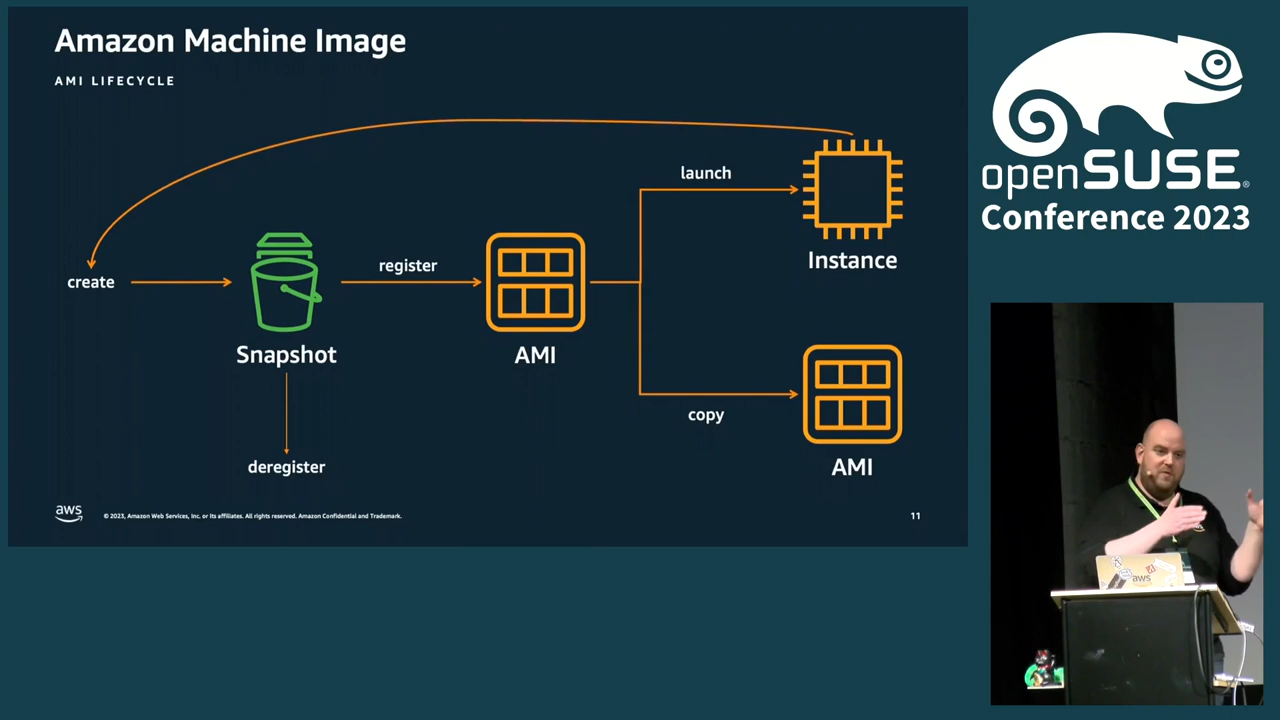 Amazon Machine Image
AMI LIFECYCLE
launch
Instance
create
register
Snapshot
AMI
copy
deregister
AMI
aws
© 2023, Amazon Web Services, Inc. or its affiliates. All rights reserved. Amazon Confidential and Trademark.
11
openSUSE®
Conference 2023
aws